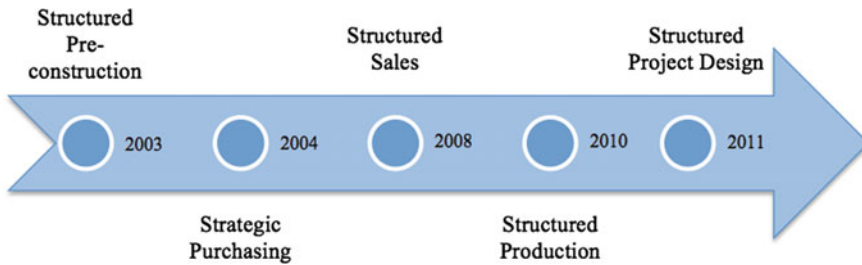 Structured
Pre-
construction
Structured
Sales
Structured
Project Design
2003
2004
2008
2010
2011
Strategic
Purchasing
Structured
Production